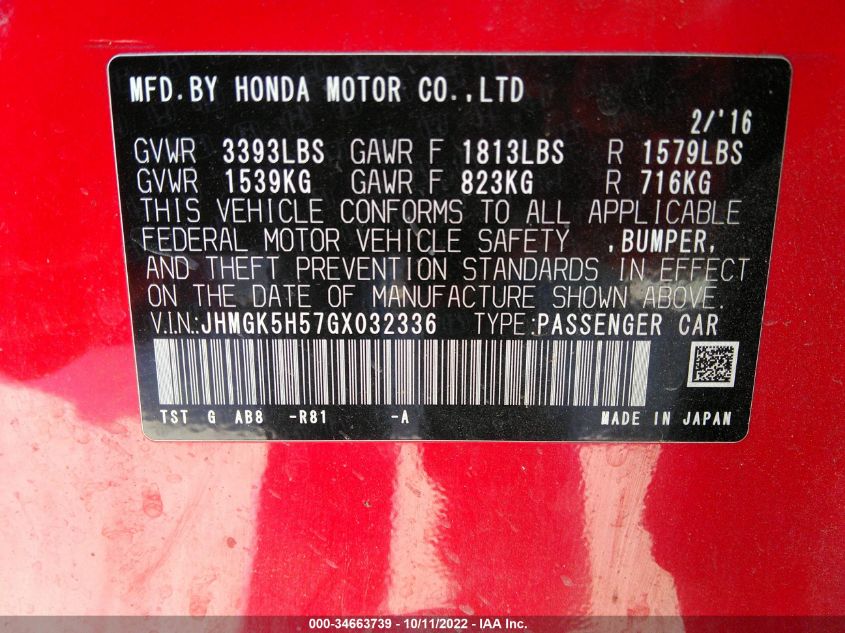 MFD.BY HONDA MOTOR CO.,LTD
2/'16
GVWR 3393LBS GAWR F 1813LBS R 1579LBS
GVWR 1539KG GAWR F 823KG R 716KG
THIS VEHICLE CONFORMS TO ALL APPLICABLE
FEDERAL MOTOR VEHICLE SAFETY ,BUMPER,
AND THEFT PREVENTION STANDARDS IN EFFECT
ON THE DATE OF MANUFACTURE SHOWN ABOVE.
V.IN.:JHMGK5H57GX032336 TYPE:PASSENGER CAR
TST G AB8 -R81 -A MADE IN JAPAN
000-34663739 - 10/11/2022 - IAA Inc.